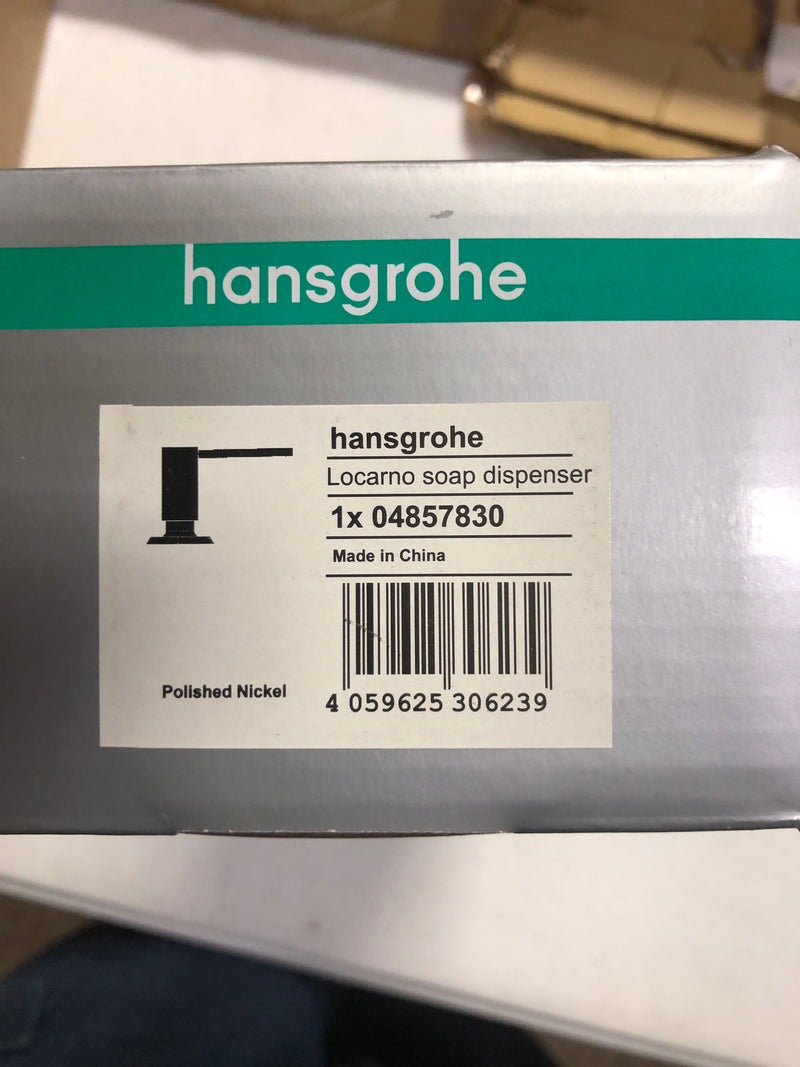 hansgrohe
hansgrohe
Locarno soap dispenser
1x 04857830
Made in China
Polished Nickel
4 059625 306239